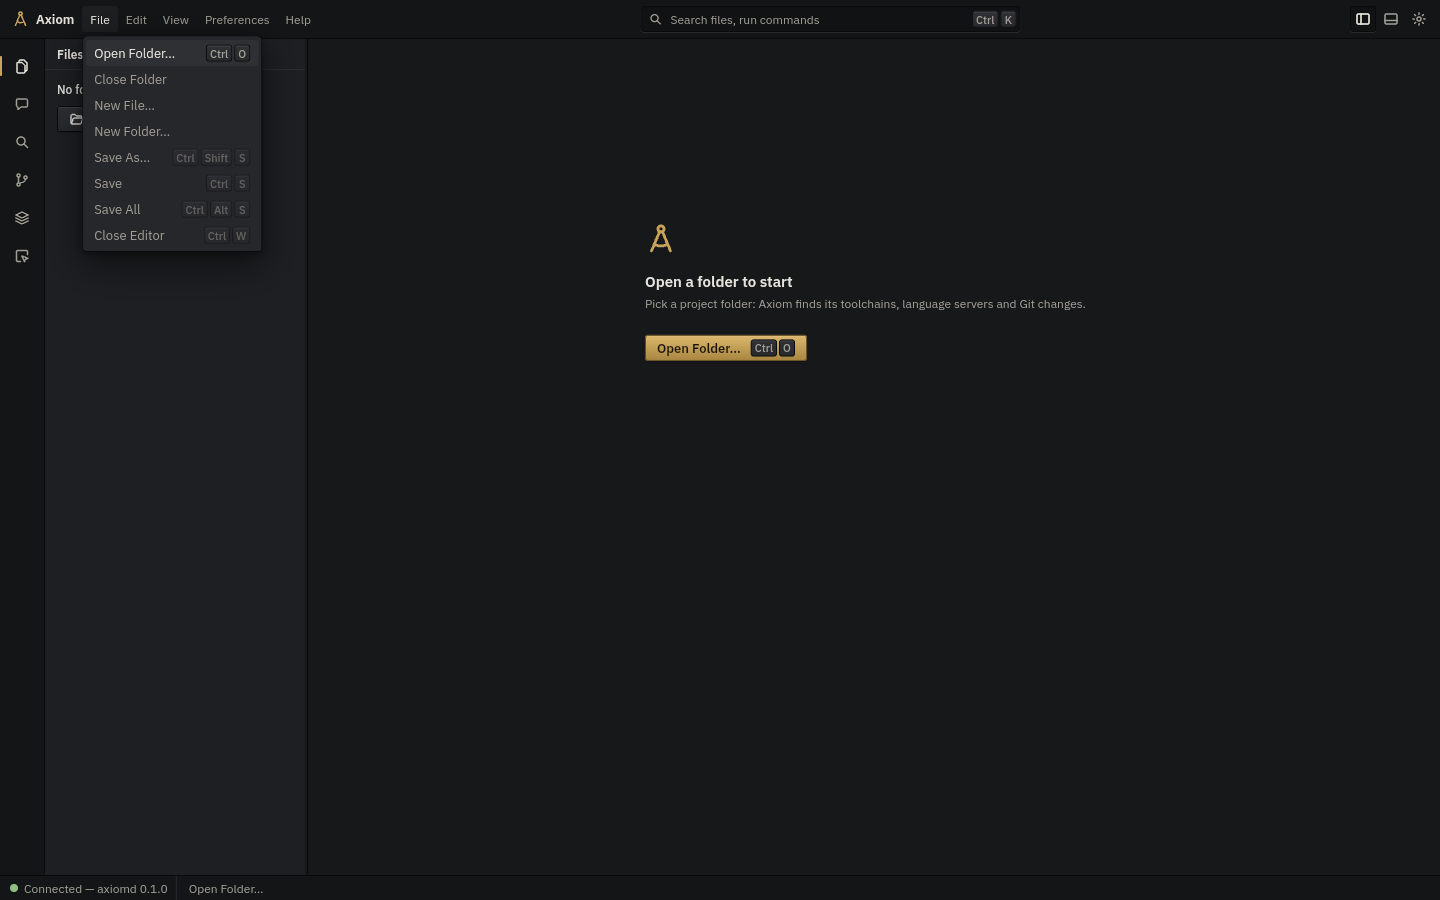 Axiom File Edit View Preferences Help Search files, run commands Ctrl K
Files
Open Folder... Ctrl O
Close Folder
No
New File...
New Folder...
Save As... Ctrl Shift S
Save Ctrl S
Save All Ctrl Alt S
Close Editor Ctrl W
Open a folder to start
Pick a project folder: Axiom finds its toolchains, language servers and Git changes.
Open Folder... Ctrl O
Connected — axiomd 0.1.0 Open Folder...